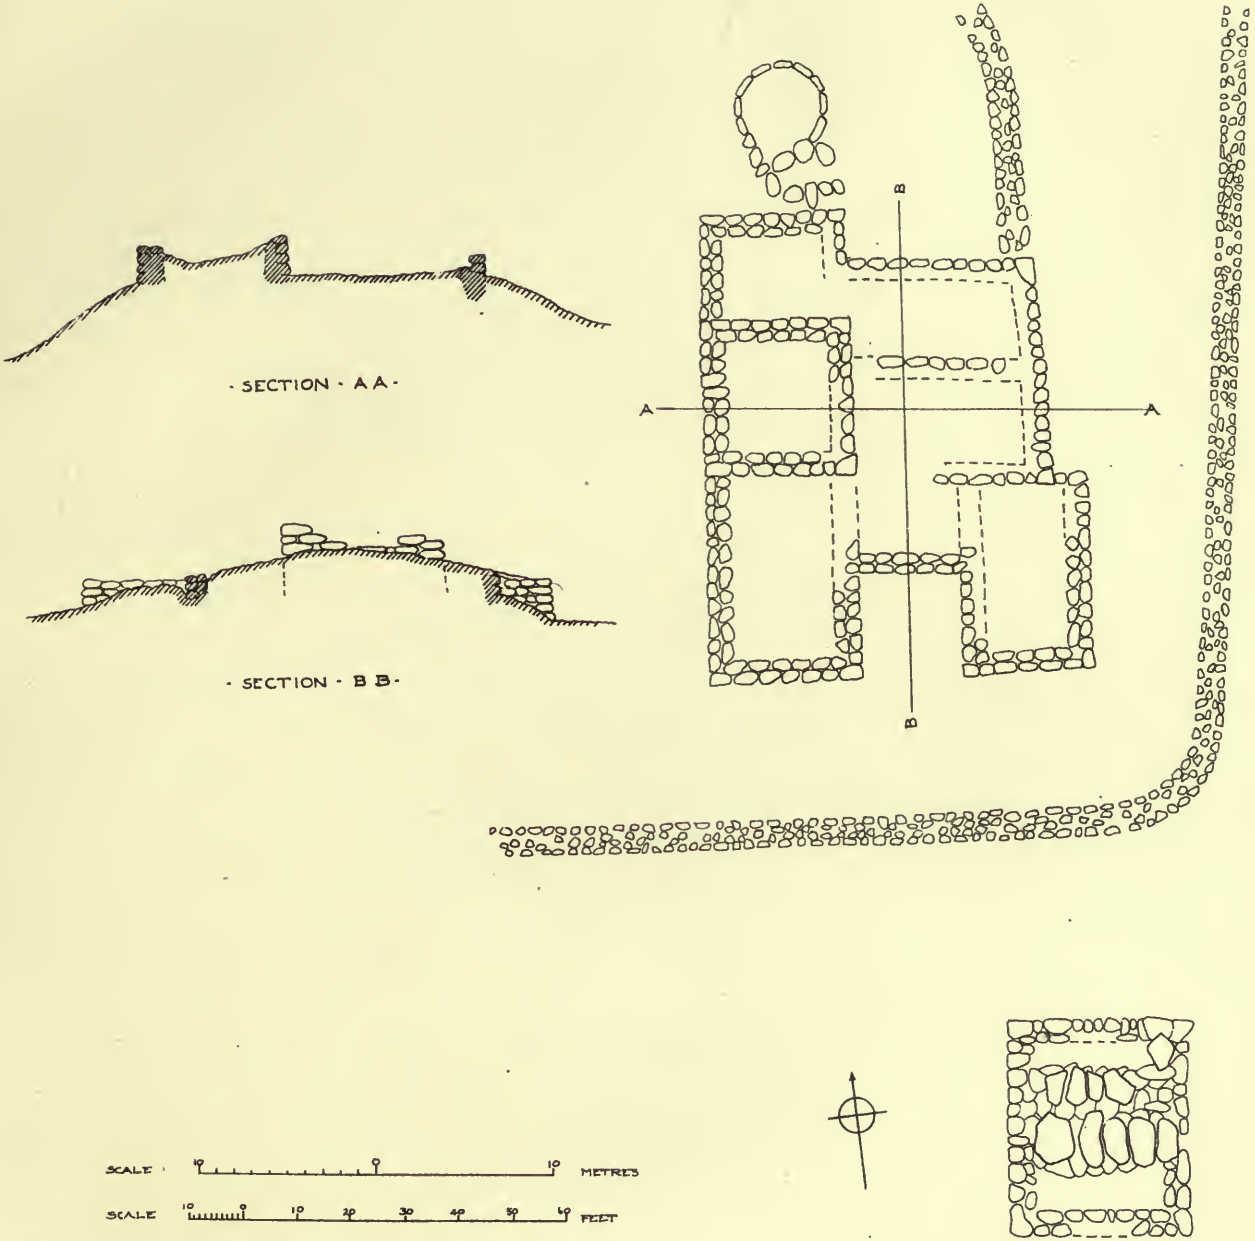 B
A
A
B
- SECTION - A A -
- SECTION - B B -
SCALE 10 0 10 METRES
SCALE 10 0 10 20 30 40 50 60 FEET